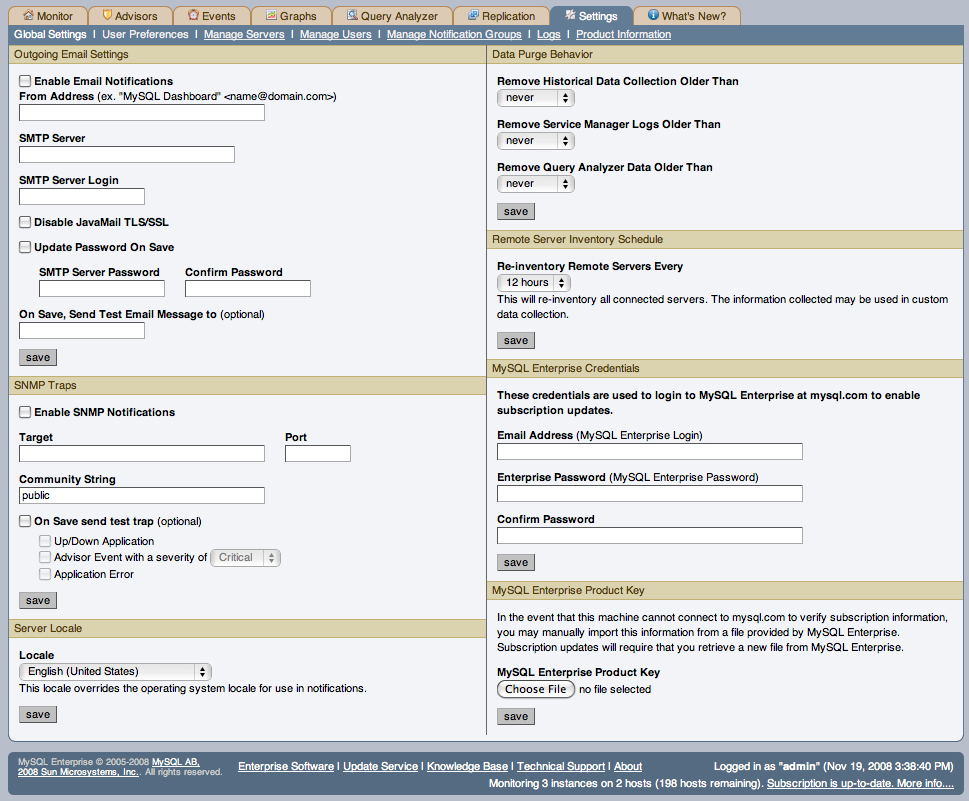 Monitor Advisors Events Graphs Query Analyzer Replication Settings What's New?
Global Settings | User Preferences | Manage Servers | Manage Users | Manage Notification Groups | Logs | Product Information
Outgoing Email Settings
Enable Email Notifications
From Address (ex. "MySQL Dashboard" <name@domain.com>)
SMTP Server
SMTP Server Login
Disable JavaMail TLS/SSL
Update Password On Save
SMTP Server Password Confirm Password
On Save, Send Test Email Message to (optional)
save
SNMP Traps
Enable SNMP Notifications
Target Port
Community String
public
On Save send test trap (optional)
Up/Down Application
Advisor Event with a severity of Critical
Application Error
save
Server Locale
Locale
English (United States)
This locale overrides the operating system locale for use in notifications.
save
Data Purge Behavior
Remove Historical Data Collection Older Than
never
Remove Service Manager Logs Older Than
never
Remove Query Analyzer Data Older Than
never
save
Remote Server Inventory Schedule
Re-inventory Remote Servers Every
12 hours
This will re-inventory all connected servers. The information collected may be used in custom
data collection.
save
MySQL Enterprise Credentials
These credentials are used to login to MySQL Enterprise at mysql.com to enable
subscription updates.
Email Address (MySQL Enterprise Login)
Enterprise Password (MySQL Enterprise Password)
Confirm Password
save
MySQL Enterprise Product Key
In the event that this machine cannot connect to mysql.com to verify subscription information,
you may manually import this information from a file provided by MySQL Enterprise.
Subscription updates will require that you retrieve a new file from MySQL Enterprise.
MySQL Enterprise Product Key
Choose File no file selected
save
MySQL Enterprise © 2005-2008 MySQL AB,
2008 Sun Microsystems, Inc.. All rights reserved.
Enterprise Software | Update Service | Knowledge Base | Technical Support | About
Logged in as "admin" (Nov 19, 2008 3:38:40 PM)
Monitoring 3 instances on 2 hosts (198 hosts remaining). Subscription is up-to-date. More info....